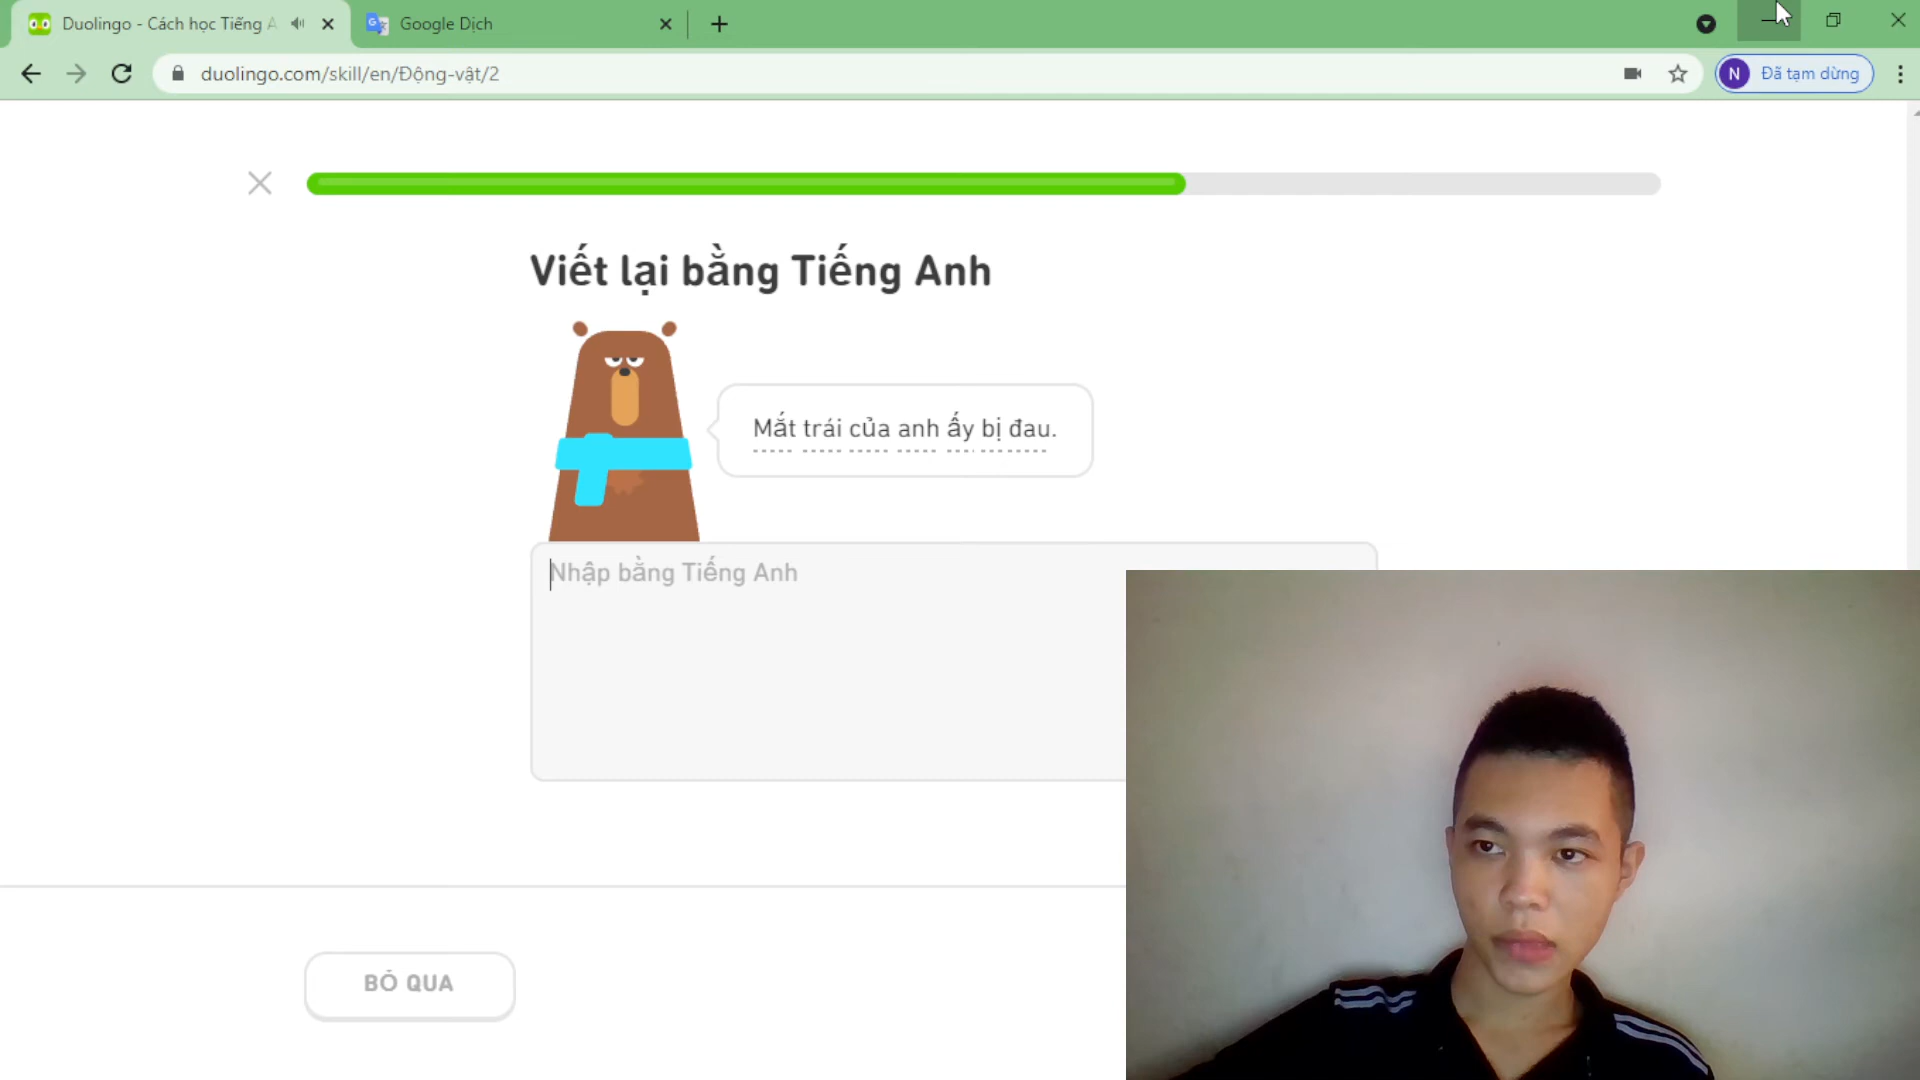 Duolingo - Cách học Tiếng A
Google Dịch
duolingo.com/skill/en/Động-vật/2
N
Đã tạm dừng
Viết lại bằng Tiếng Anh
Mắt trái của anh ấy bị đau.
Nhập bằng Tiếng Anh
BỎ QUA